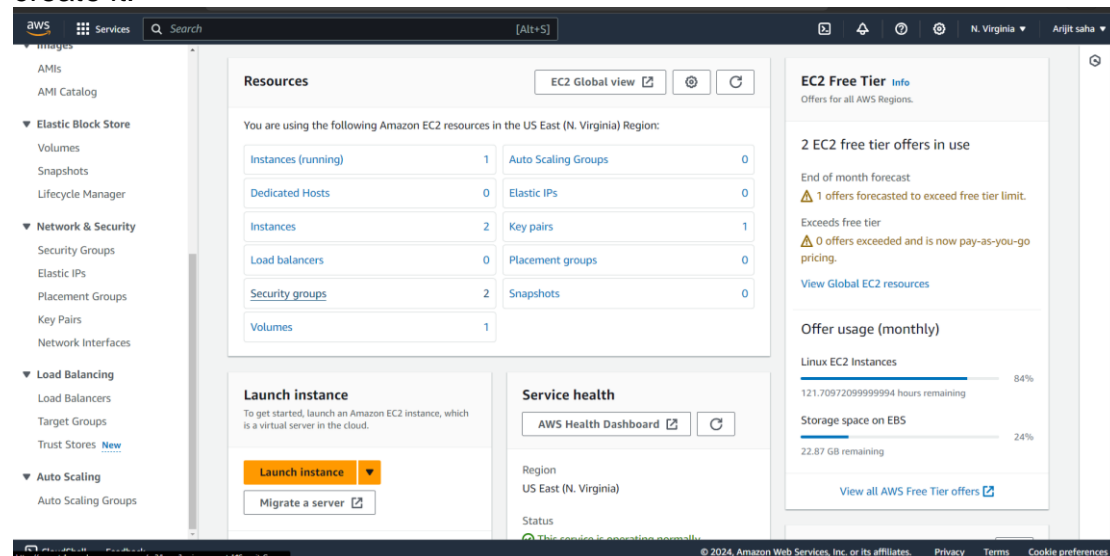 create it.
aws
Services
Search
[Alt+S]
N. Virginia
Arijit saha
Images
AMIs
AMI Catalog
Elastic Block Store
Volumes
Snapshots
Lifecycle Manager
Network & Security
Security Groups
Elastic IPs
Placement Groups
Key Pairs
Network Interfaces
Load Balancing
Load Balancers
Target Groups
Trust Stores New
Auto Scaling
Auto Scaling Groups
Resources
EC2 Global view
You are using the following Amazon EC2 resources in the US East (N. Virginia) Region:
Instances (running) 1
Auto Scaling Groups 0
Dedicated Hosts 0
Elastic IPs 0
Instances 2
Key pairs 1
Load balancers 0
Placement groups 0
Security groups 2
Snapshots 0
Volumes 1
Launch instance
To get started, launch an Amazon EC2 instance, which
is a virtual server in the cloud.
Launch instance
Migrate a server
Service health
AWS Health Dashboard
Region
US East (N. Virginia)
Status
This service is operating normally
EC2 Free Tier Info
Offers for all AWS Regions.
2 EC2 free tier offers in use
End of month forecast
1 offers forecasted to exceed free tier limit.
Exceeds free tier
0 offers exceeded and is now pay-as-you-go
pricing.
View Global EC2 resources
Offer usage (monthly)
Linux EC2 Instances
84%
121.70972099999994 hours remaining
Storage space on EBS
24%
22.87 GB remaining
View all AWS Free Tier offers
CloudShell Feedback
© 2024, Amazon Web Services, Inc. or its affiliates. Privacy Terms Cookie preferences